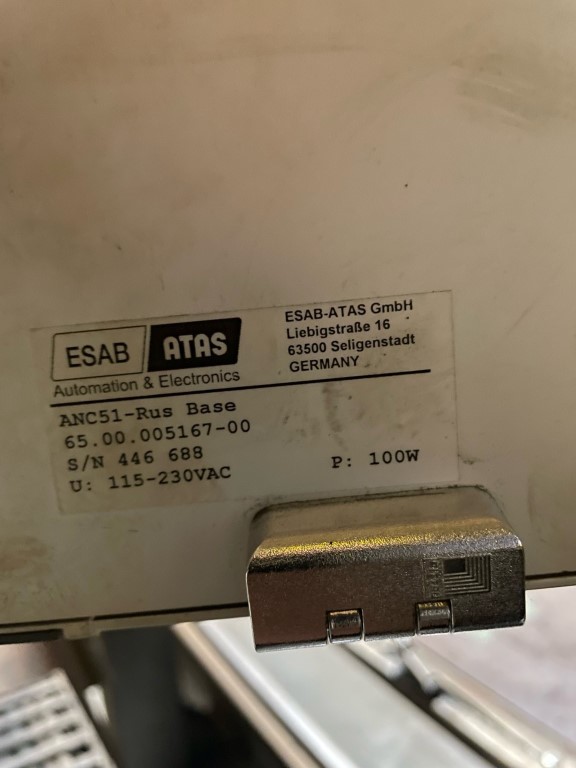 ESAB ATAS
Automation & Electronics
ESAB-ATAS GmbH
Liebigstraße 16
63500 Seligenstadt
GERMANY
ANC51-Rus Base
65.00.005167-00
S/N 446 688
U: 115-230VAC
P: 100W